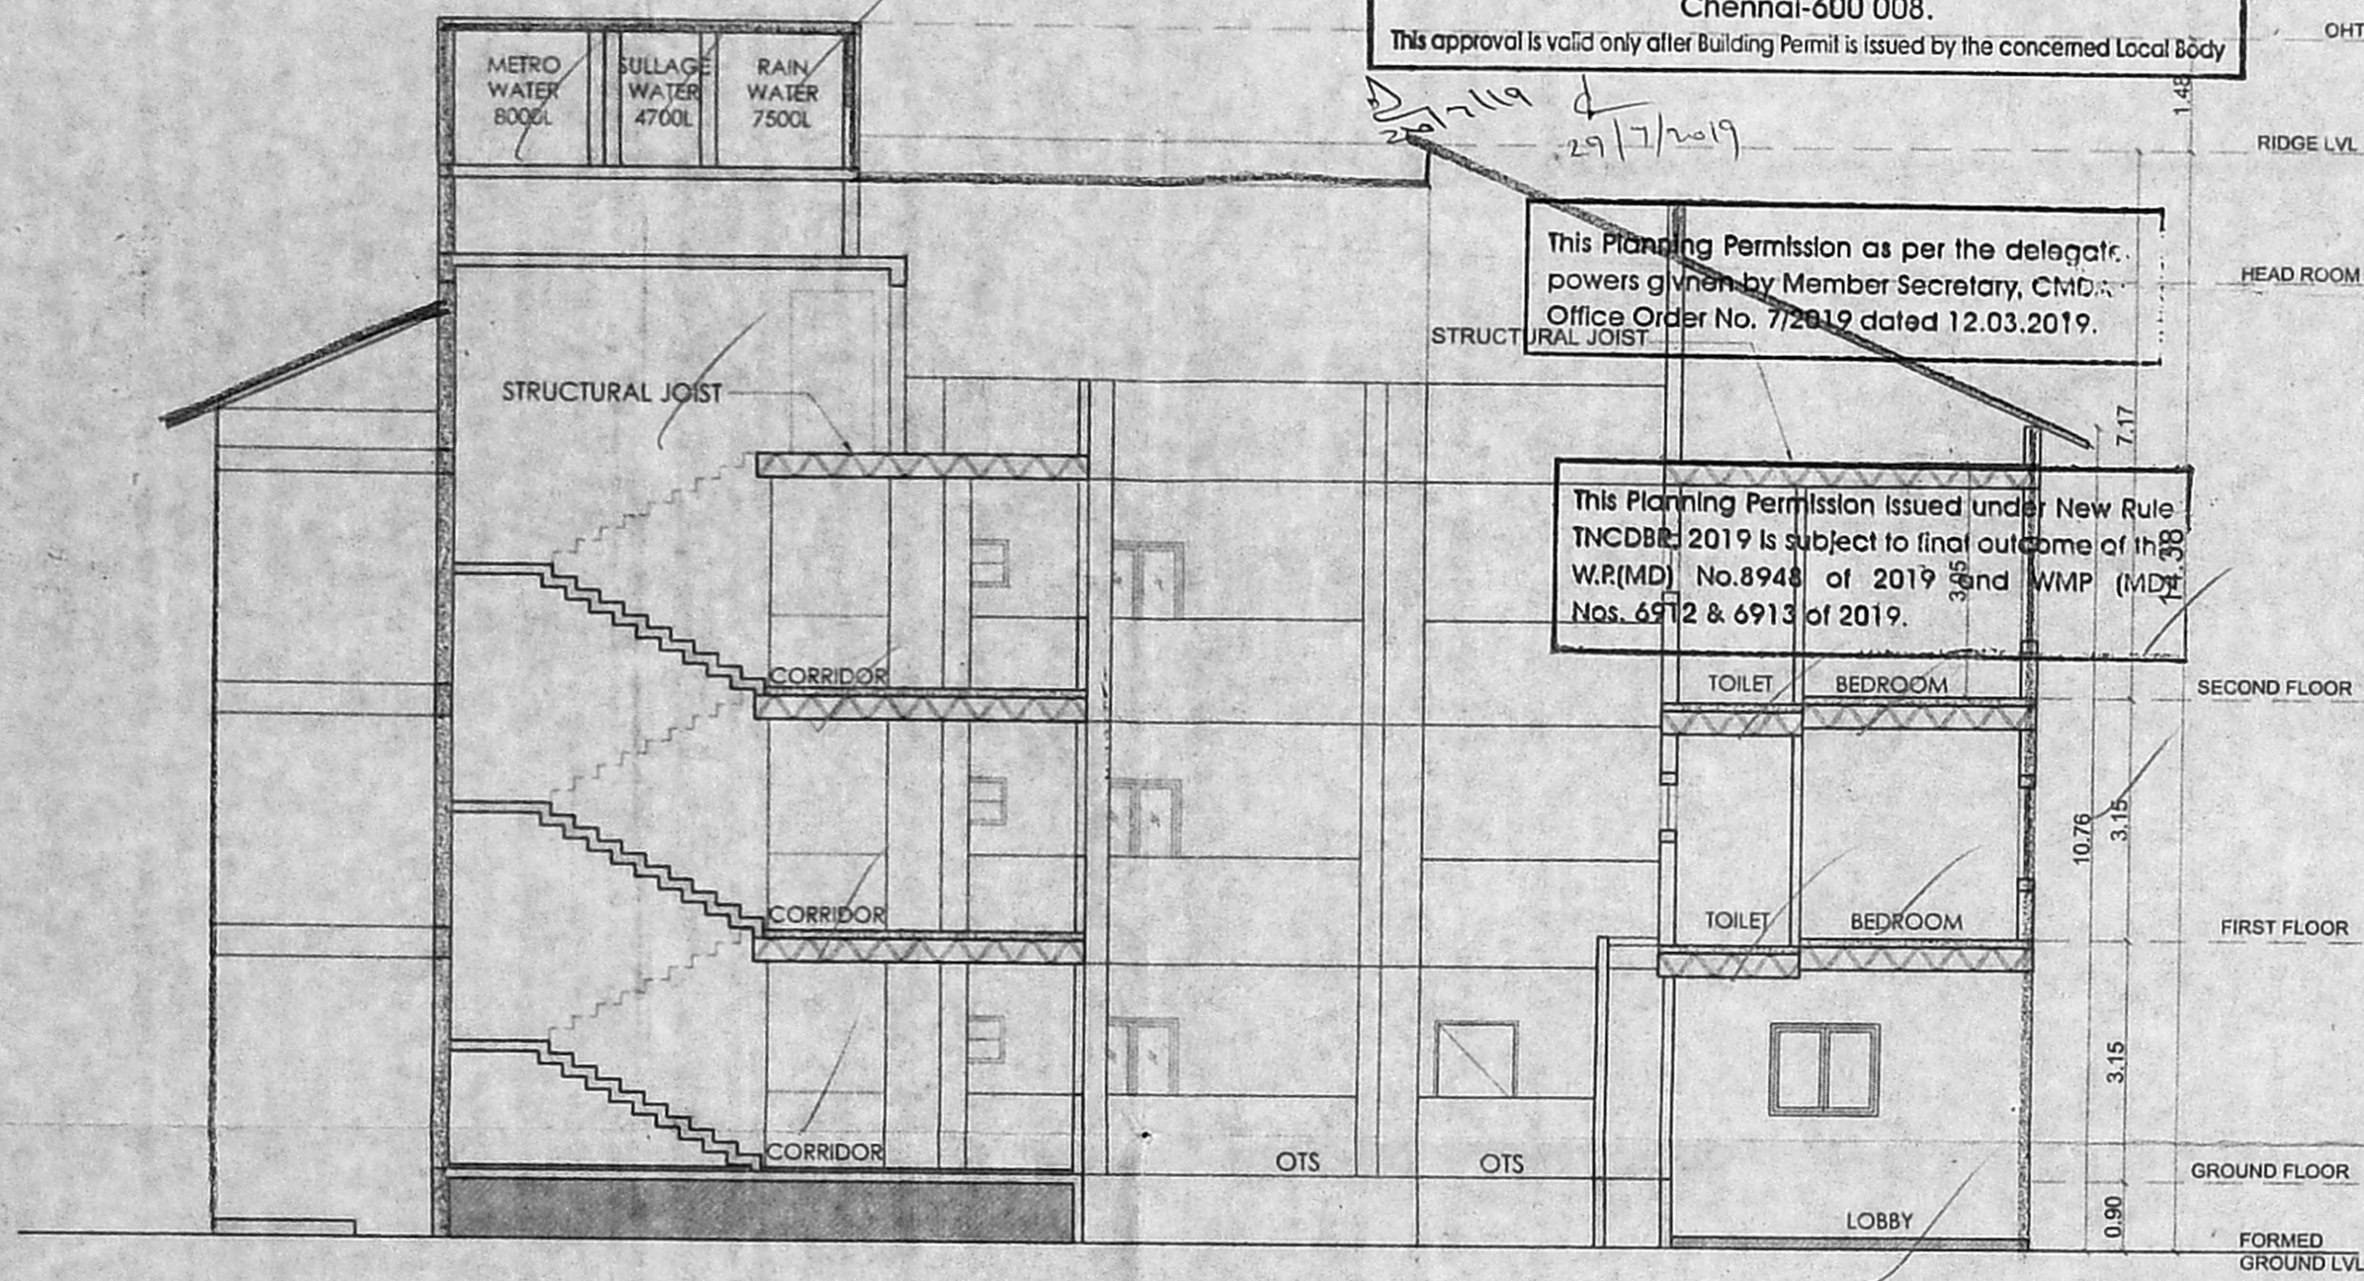 Chennai-600 008.
This approval is valid only after Building Permit is issued by the concerned Local Body
OHT
METRO
WATER
8000L
SULLAGE
WATER
4700L
RAIN
WATER
7500L
1.48
29/7/19
29/7/2019
RIDGE LVL
This Planning Permission as per the delegate
powers givnen by Member Secretary, CMDA
Office Order No. 7/2019 dated 12.03.2019.
HEAD ROOM
STRUCTURAL JOIST
STRUCTURAL JOIST
7.17
This Planning Permission issued under New Rule
TNCDBR 2019 is subject to final outcome of the
W.P.(MD) No.8948 of 2019 and WMP (MD)
Nos. 6912 & 6913 of 2019.
CORRIDOR
TOILET
BEDROOM
SECOND FLOOR
10.76
3.15
CORRIDOR
TOILET
BEDROOM
FIRST FLOOR
3.15
CORRIDOR
OTS
OTS
GROUND FLOOR
0.90
LOBBY
FORMED
GROUND LVL